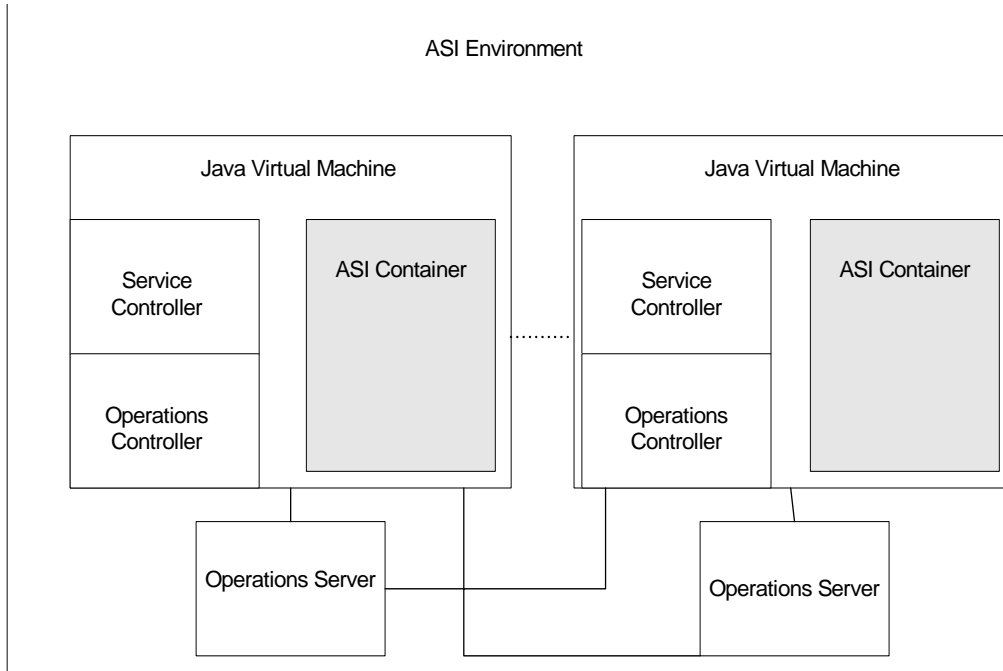 ASI Environment
Java Virtual Machine
Service
Controller
ASI Container
Operations
Controller
Java Virtual Machine
Service
Controller
ASI Container
Operations
Controller
Operations Server
Operations Server